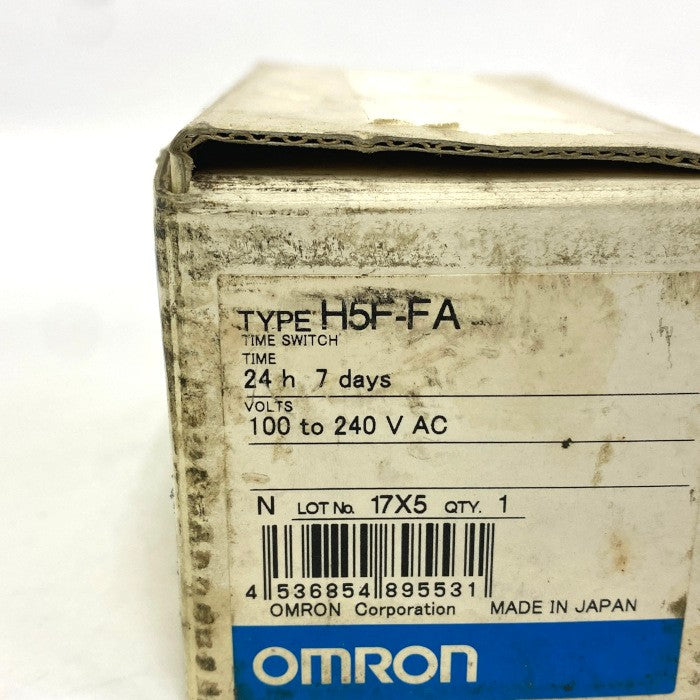 TYPE H5F-FA
TIME SWITCH
TIME
24 h 7 days
VOLTS
100 to 240 V AC
N LOT No. 17X5 QTY. 1
4 536854 895531
OMRON Corporation MADE IN JAPAN
OMRON